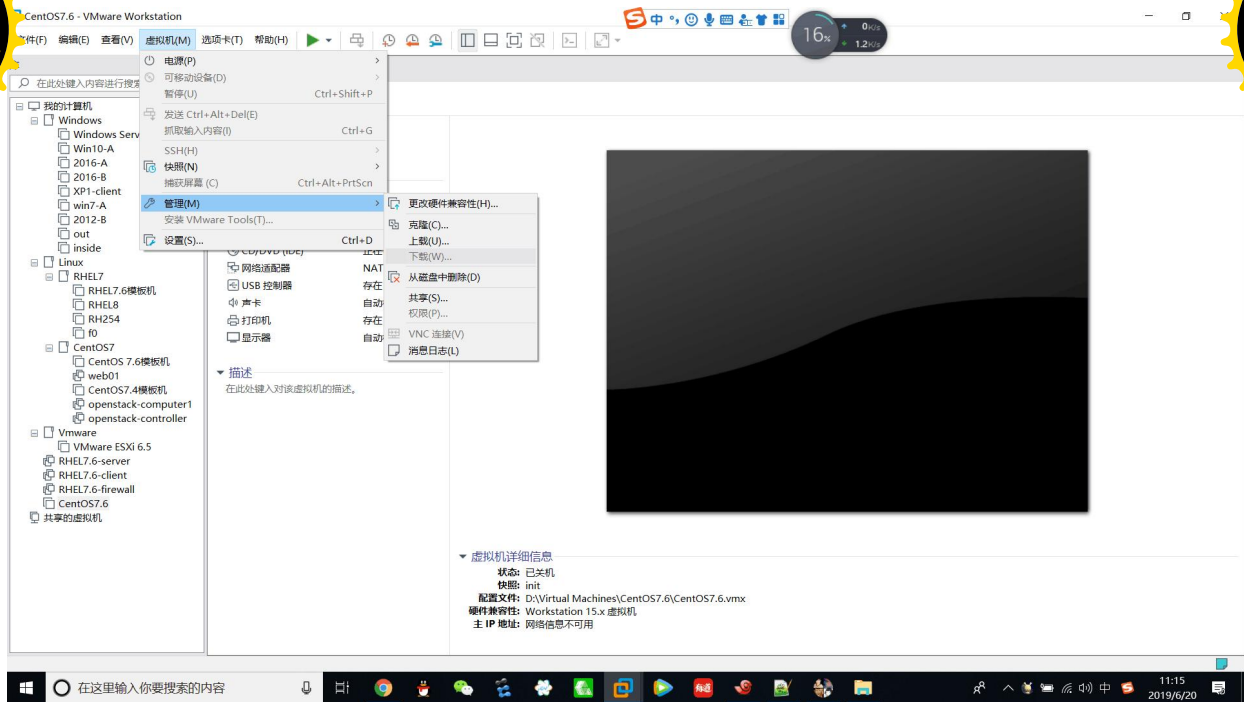 CentOS7.6 - VMware Workstation
中
16%
0K/s
1.2K/s
件(F) 编辑(E) 查看(V) 虚拟机(M) 选项卡(T) 帮助(H)
在此处键入内容进行搜索
我的计算机
Windows
Windows Serv
Win10-A
2016-A
2016-B
XP1-client
win7-A
2012-B
out
inside
Linux
RHEL7
RHEL7.6模板机
RHEL8
RH254
f0
CentOS7
CentOS 7.6模板机
web01
CentOS7.4模板机
openstack-computer1
openstack-controller
Vmware
VMware ESXi 6.5
RHEL7.6-server
RHEL7.6-client
RHEL7.6-firewall
CentOS7.6
共享的虚拟机
电源(P)
可移动设备(D)
暂停(U) Ctrl+Shift+P
发送 Ctrl+Alt+Del(E)
抓取输入内容(I) Ctrl+G
SSH(H)
快照(N)
捕获屏幕 (C) Ctrl+Alt+PrtScn
管理(M)
安装 VMware Tools(T)...
设置(S)... Ctrl+D
更改硬件兼容性(H)...
克隆(C)...
上载(U)...
下载(W)...
从磁盘中删除(D)
共享(S)...
权限(P)...
VNC 连接(V)
消息日志(L)
CD/DVD (IDE)
网络适配器 NAT
USB 控制器 存在
声卡 自动
打印机 存在
显示器 自动
描述
在此处键入对该虚拟机的描述。
虚拟机详细信息
状态: 已关机
快照: init
配置文件: D:\Virtual Machines\CentOS7.6\CentOS7.6.vmx
硬件兼容性: Workstation 15.x 虚拟机
主 IP 地址: 网络信息不可用
在这里输入你要搜索的内容
有道
中
11:15
2019/6/20